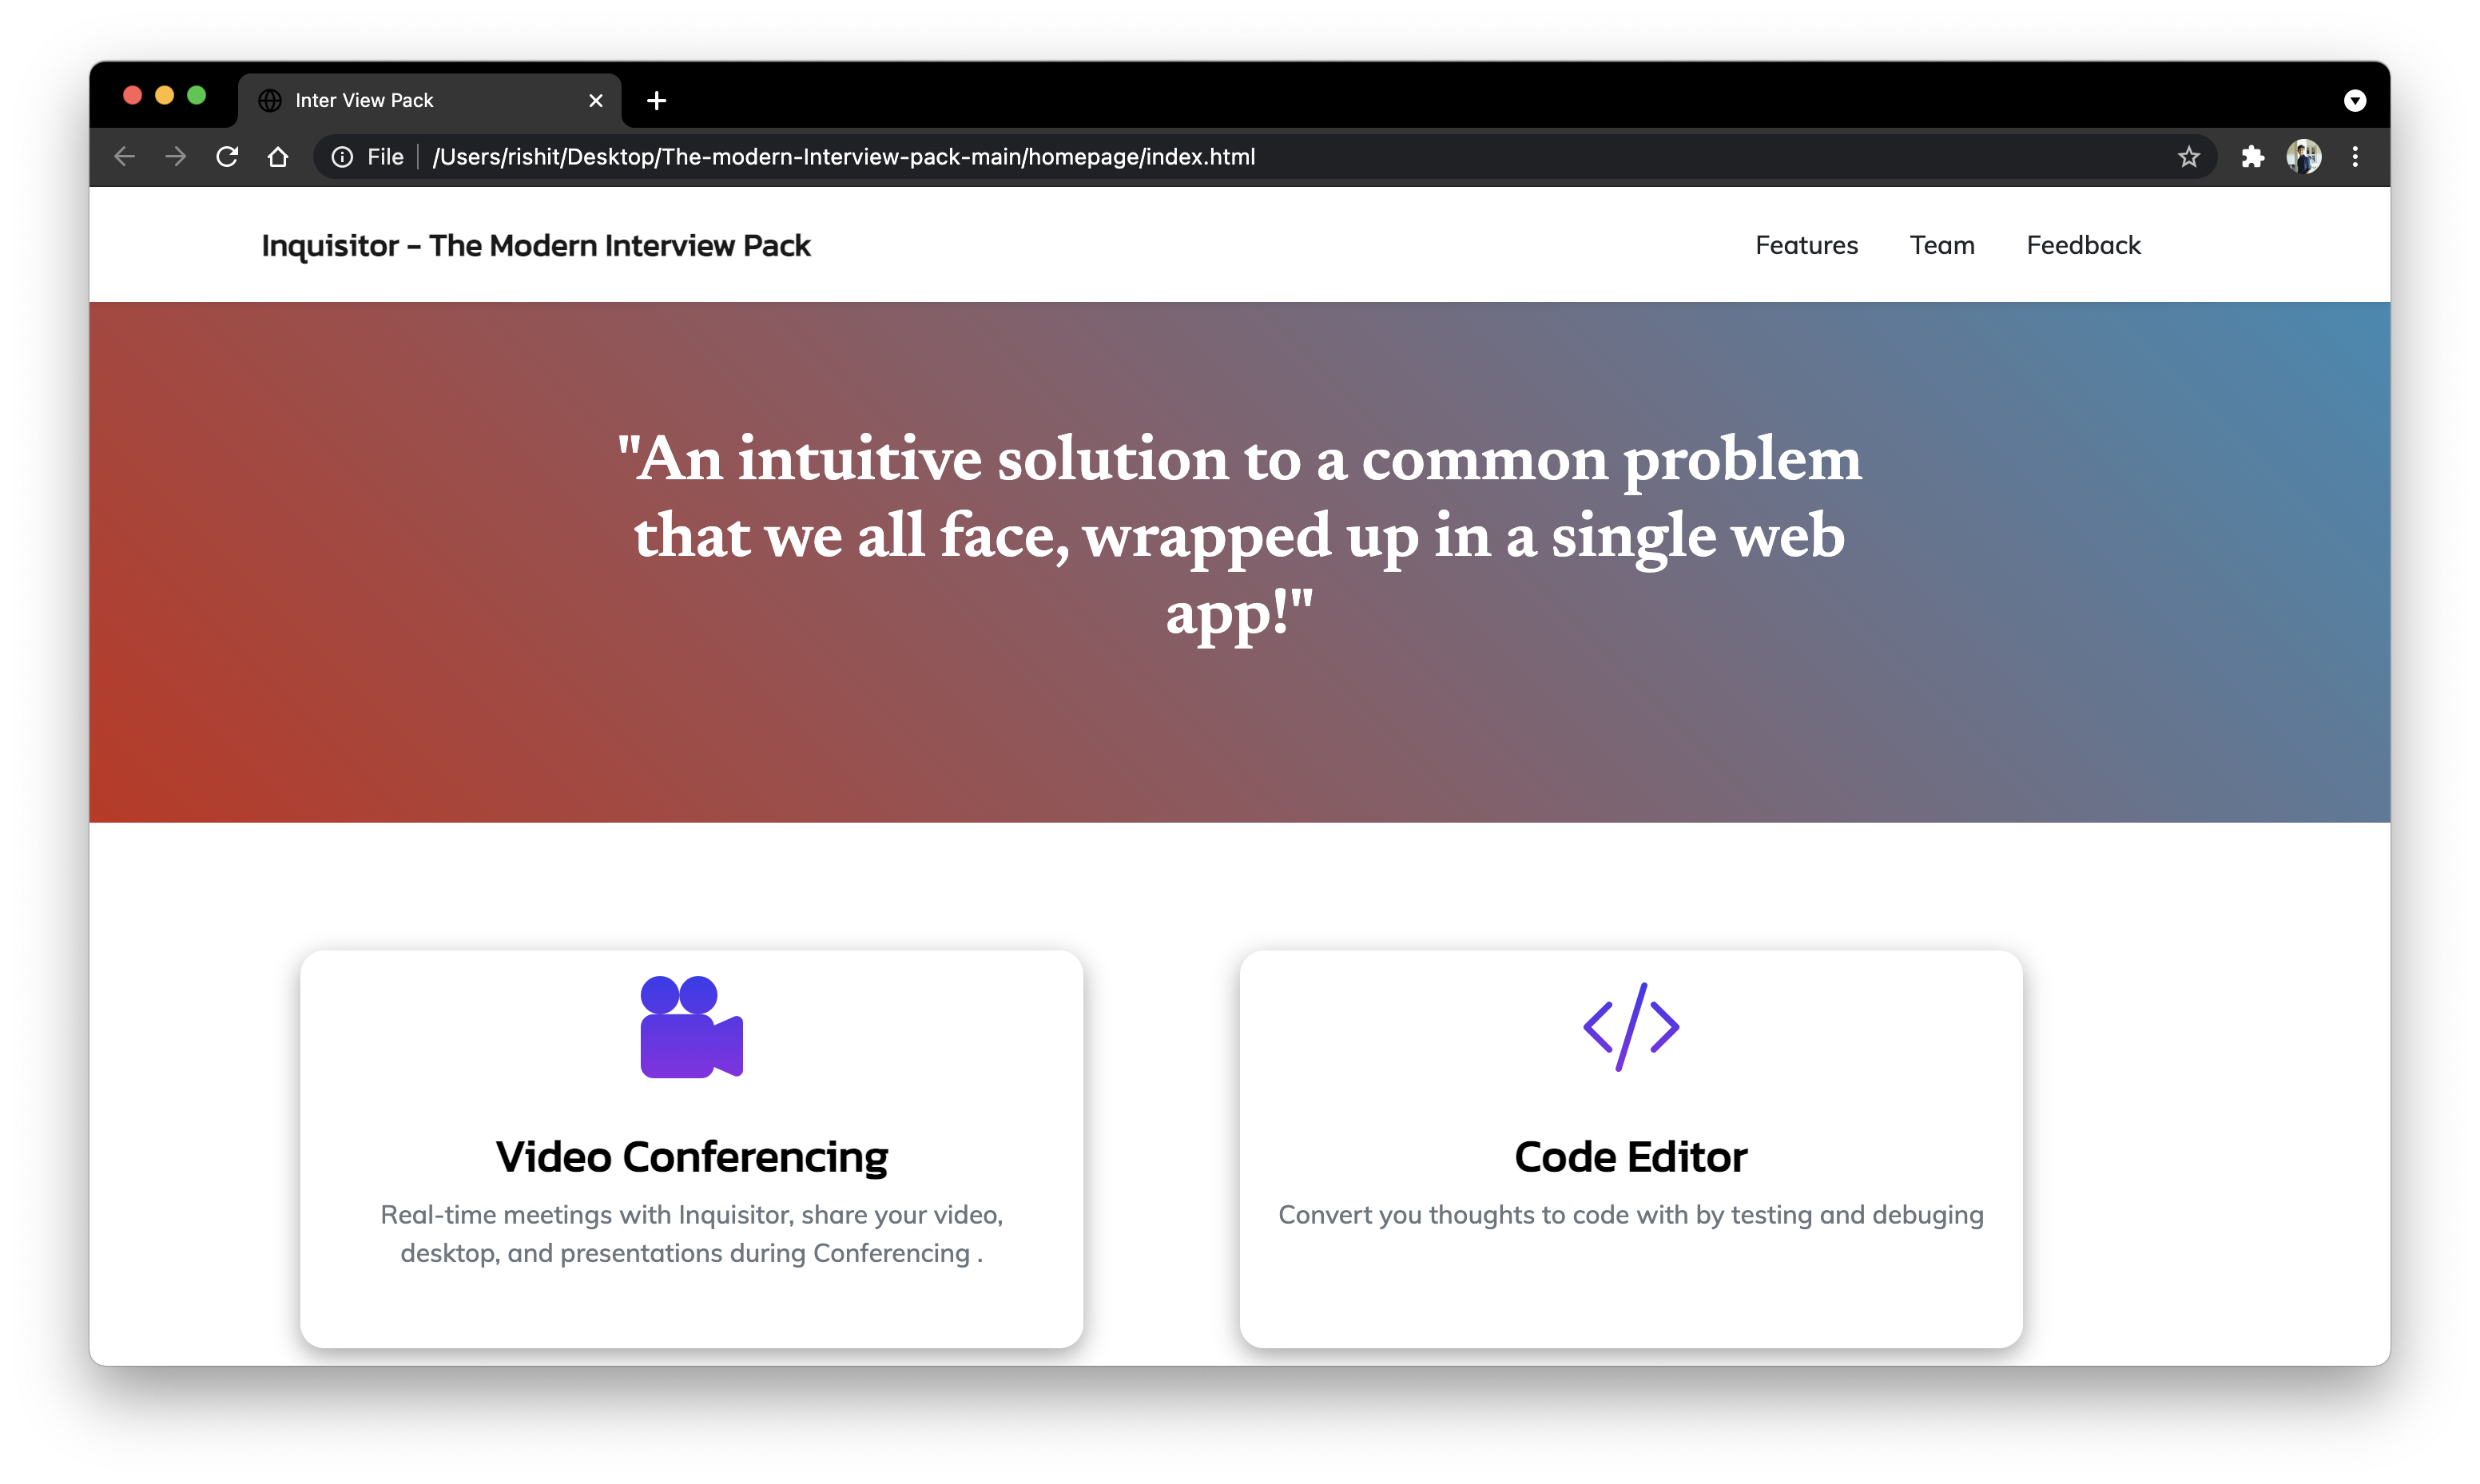 Inter View Pack
File /Users/rishit/Desktop/The-modern-Interview-pack-main/homepage/index.html
Inquisitor - The Modern Interview Pack
Features Team Feedback
"An intuitive solution to a common problem
that we all face, wrapped up in a single web
app!"
Video Conferencing
Real-time meetings with Inquisitor, share your video,
desktop, and presentations during Conferencing .
Code Editor
Convert you thoughts to code with by testing and debuging